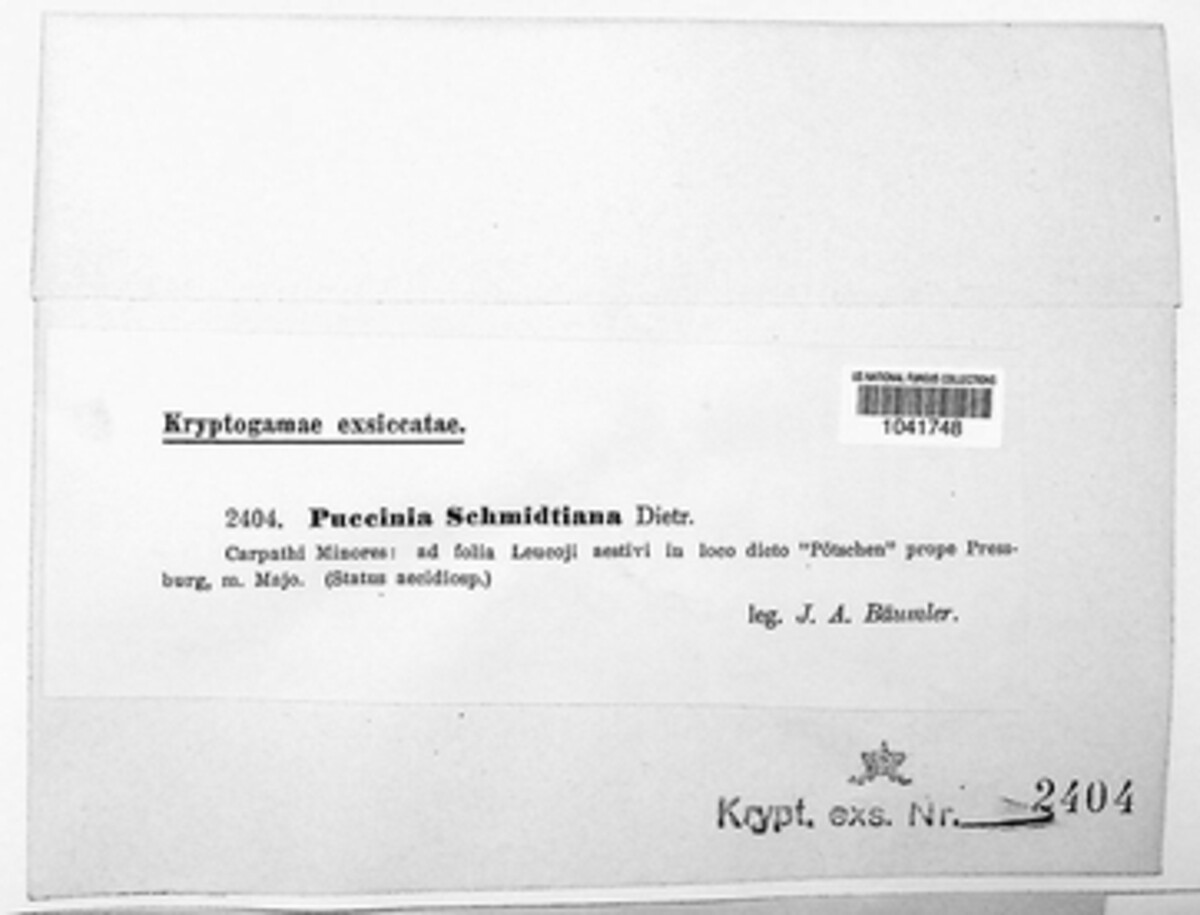 US NATIONAL FUNGUS COLLECTIONS
1041748
Kryptogamae exsiccatae.
2404. Puccinia Schmidtiana Dietr.
Carpathi Minores: ad folia Leucoji aestivi in loco dicto "Pötschen" prope Press-
burg, m. Majo. (Status aecidiosp.)
leg. J. A. Bäumler.
Krypt. exs. Nr. 2404